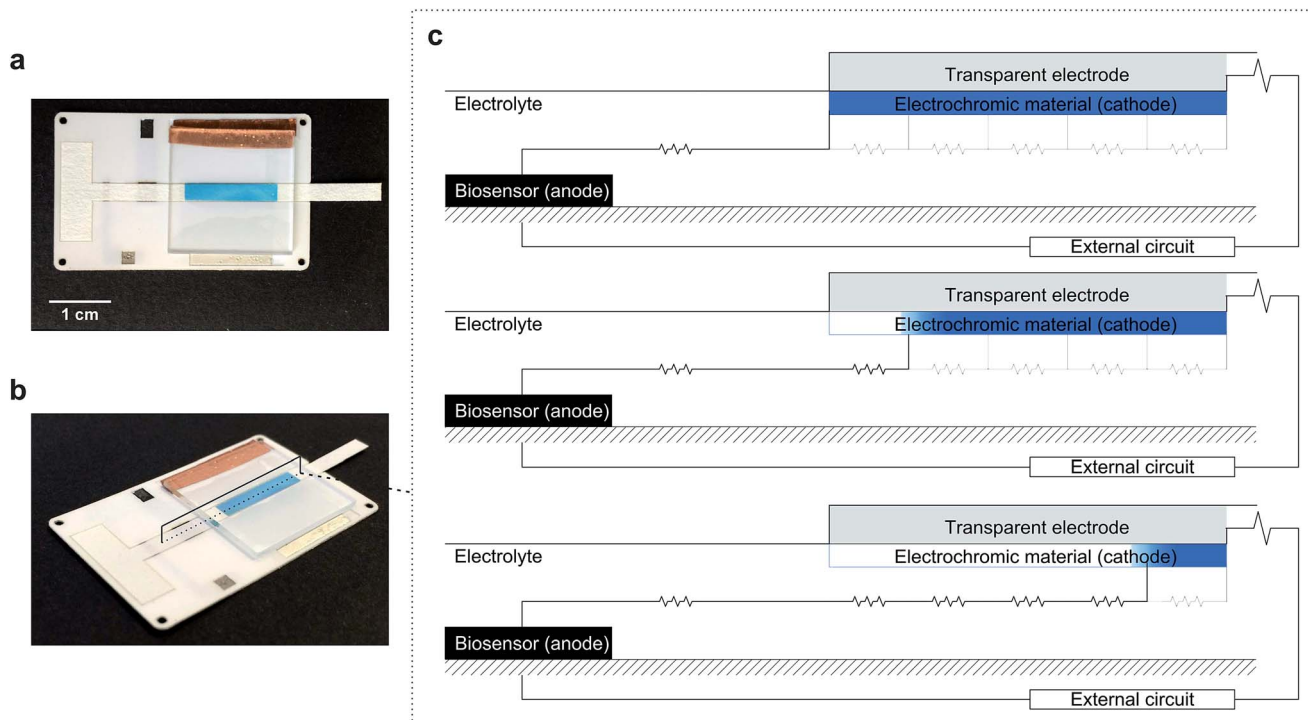 a
1 cm
b
c
Transparent electrode
Electrolyte
Electrochromic material (cathode)
Biosensor (anode)
External circuit
Transparent electrode
Electrolyte
Electrochromic material (cathode)
Biosensor (anode)
External circuit
Transparent electrode
Electrolyte
Electrochromic material (cathode)
Biosensor (anode)
External circuit